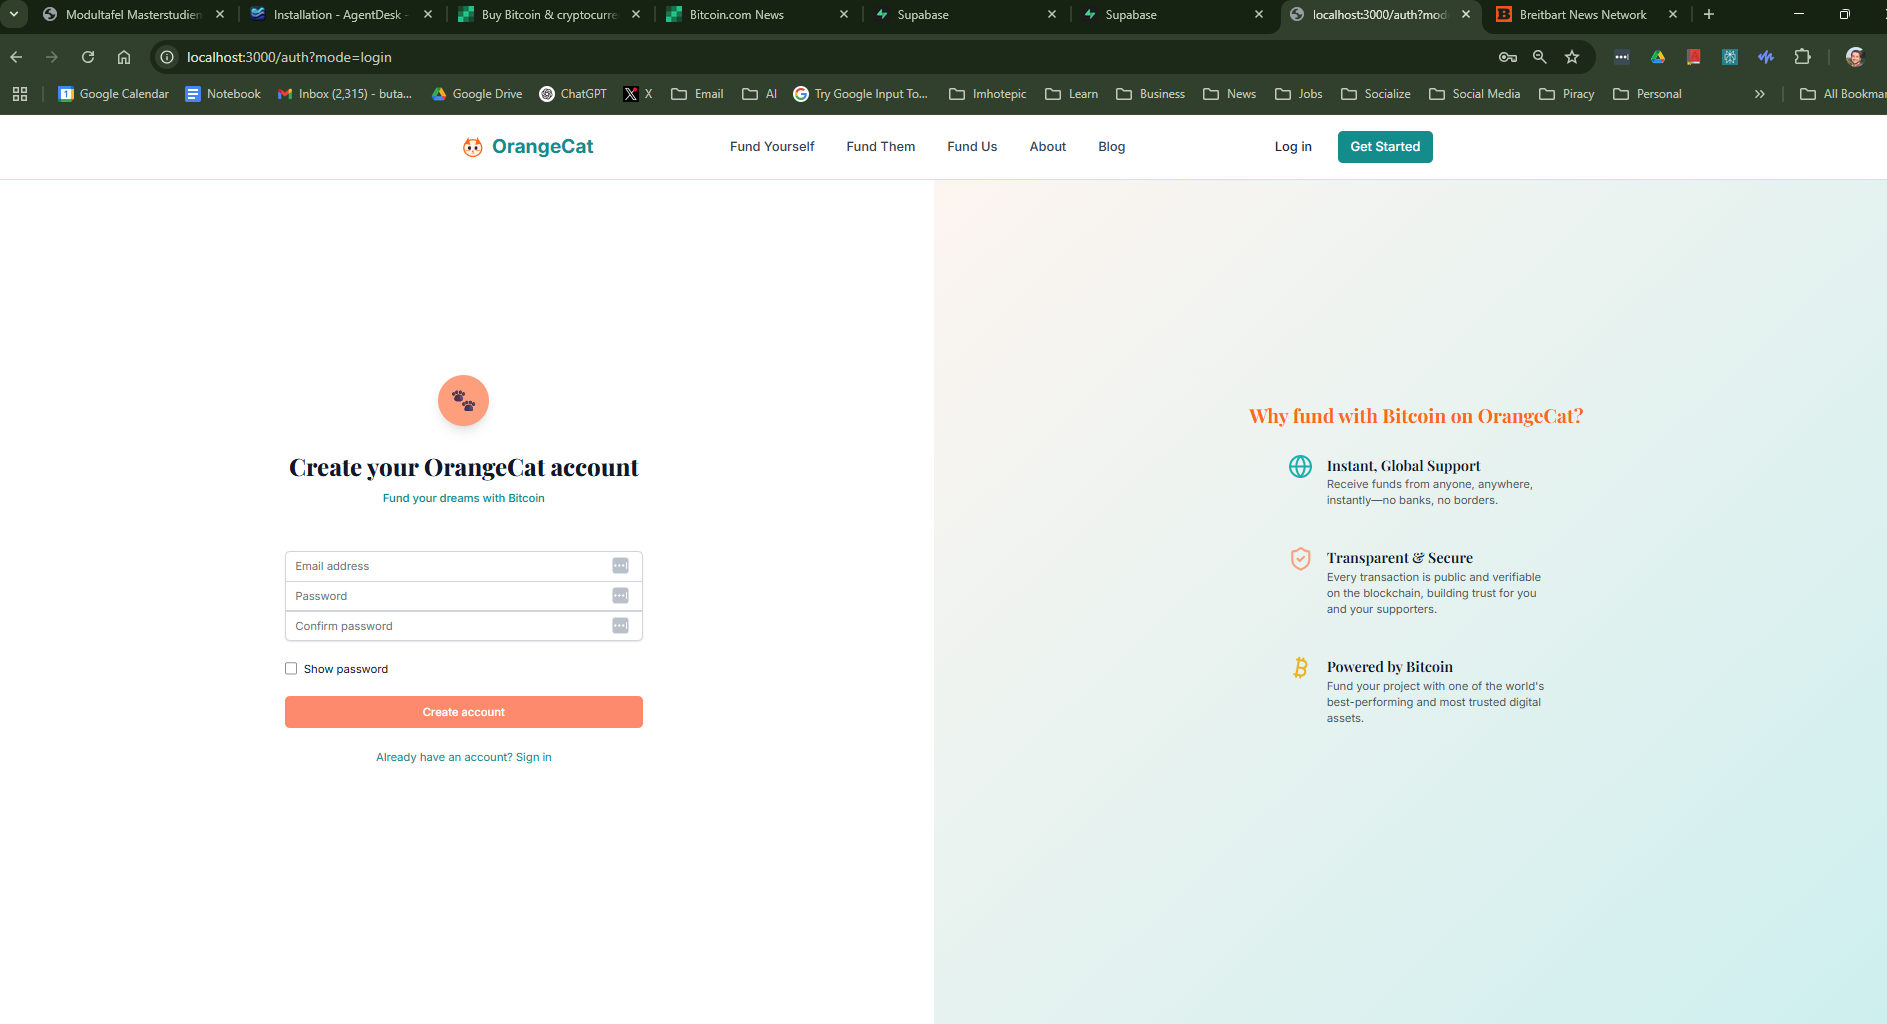 Modultafel Masterstudien
Installation - AgentDesk -
Buy Bitcoin & cryptocurre
Bitcoin.com News
Supabase
Supabase
localhost:3000/auth?mod
Breitbart News Network
localhost:3000/auth?mode=login
Google Calendar
Notebook
Inbox (2,315) - buta...
Google Drive
ChatGPT
X
Email
AI
Try Google Input To...
Imhotepic
Learn
Business
News
Jobs
Socialize
Social Media
Piracy
Personal
All Bookmar
OrangeCat
Fund Yourself
Fund Them
Fund Us
About
Blog
Log in
Get Started
Create your OrangeCat account
Fund your dreams with Bitcoin
Email address
Password
Confirm password
Show password
Create account
Already have an account? Sign in
Why fund with Bitcoin on OrangeCat?
Instant, Global Support
Receive funds from anyone, anywhere,
instantly—no banks, no borders.
Transparent & Secure
Every transaction is public and verifiable
on the blockchain, building trust for you
and your supporters.
Powered by Bitcoin
Fund your project with one of the world's
best-performing and most trusted digital
assets.